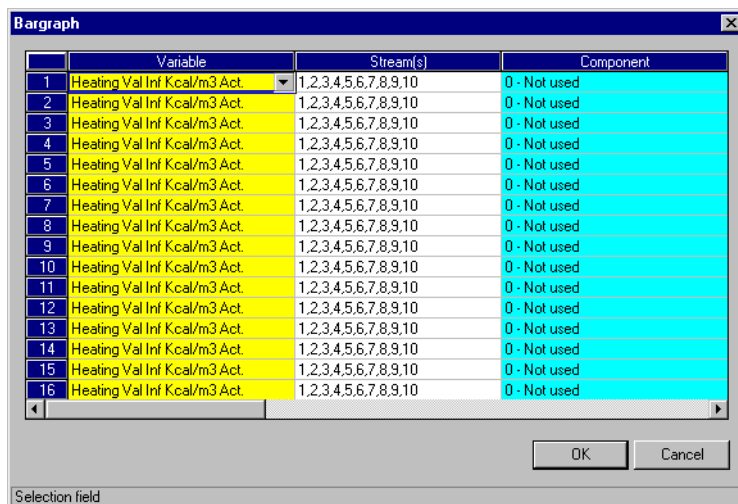 Bargraph
Variable Stream(s) Component
1 Heating Val Inf Kcal/m3 Act. 1,2,3,4,5,6,7,8,9,10 0 - Not used
2 Heating Val Inf Kcal/m3 Act. 1,2,3,4,5,6,7,8,9,10 0 - Not used
3 Heating Val Inf Kcal/m3 Act. 1,2,3,4,5,6,7,8,9,10 0 - Not used
4 Heating Val Inf Kcal/m3 Act. 1,2,3,4,5,6,7,8,9,10 0 - Not used
5 Heating Val Inf Kcal/m3 Act. 1,2,3,4,5,6,7,8,9,10 0 - Not used
6 Heating Val Inf Kcal/m3 Act. 1,2,3,4,5,6,7,8,9,10 0 - Not used
7 Heating Val Inf Kcal/m3 Act. 1,2,3,4,5,6,7,8,9,10 0 - Not used
8 Heating Val Inf Kcal/m3 Act. 1,2,3,4,5,6,7,8,9,10 0 - Not used
9 Heating Val Inf Kcal/m3 Act. 1,2,3,4,5,6,7,8,9,10 0 - Not used
10 Heating Val Inf Kcal/m3 Act. 1,2,3,4,5,6,7,8,9,10 0 - Not used
11 Heating Val Inf Kcal/m3 Act. 1,2,3,4,5,6,7,8,9,10 0 - Not used
12 Heating Val Inf Kcal/m3 Act. 1,2,3,4,5,6,7,8,9,10 0 - Not used
13 Heating Val Inf Kcal/m3 Act. 1,2,3,4,5,6,7,8,9,10 0 - Not used
14 Heating Val Inf Kcal/m3 Act. 1,2,3,4,5,6,7,8,9,10 0 - Not used
15 Heating Val Inf Kcal/m3 Act. 1,2,3,4,5,6,7,8,9,10 0 - Not used
16 Heating Val Inf Kcal/m3 Act. 1,2,3,4,5,6,7,8,9,10 0 - Not used
OK Cancel
Selection field